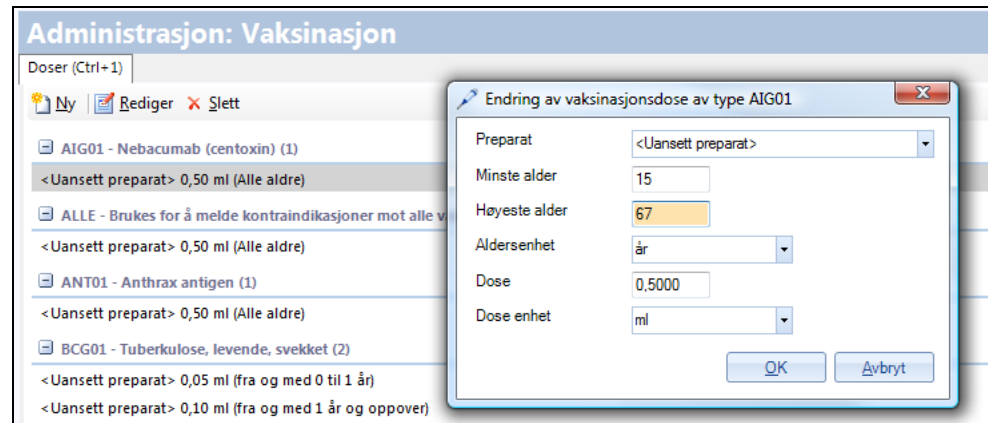 Administrasjon: Vaksinasjon
Doser (Ctrl+1)
Ny Rediger Slett
AIG01 - Nebacumab (centoxin) (1)
<Uansett preparat> 0,50 ml (Alle aldre)
ALLE - Brukes for å melde kontraindikasjoner mot alle
<Uansett preparat> 0,50 ml (Alle aldre)
ANT01 - Anthrax antigen (1)
<Uansett preparat> 0,50 ml (Alle aldre)
BCG01 - Tuberkulose, levende, svekket (2)
<Uansett preparat> 0,05 ml (fra og med 0 til 1 år)
<Uansett preparat> 0,10 ml (fra og med 1 år og oppover)
Endring av vaksinasjonsdose av type AIG01
Preparat <Uansett preparat>
Minste alder 15
Høyeste alder 67
Aldersenhet år
Dose 0,5000
Dose enhet ml
OK Avbryt